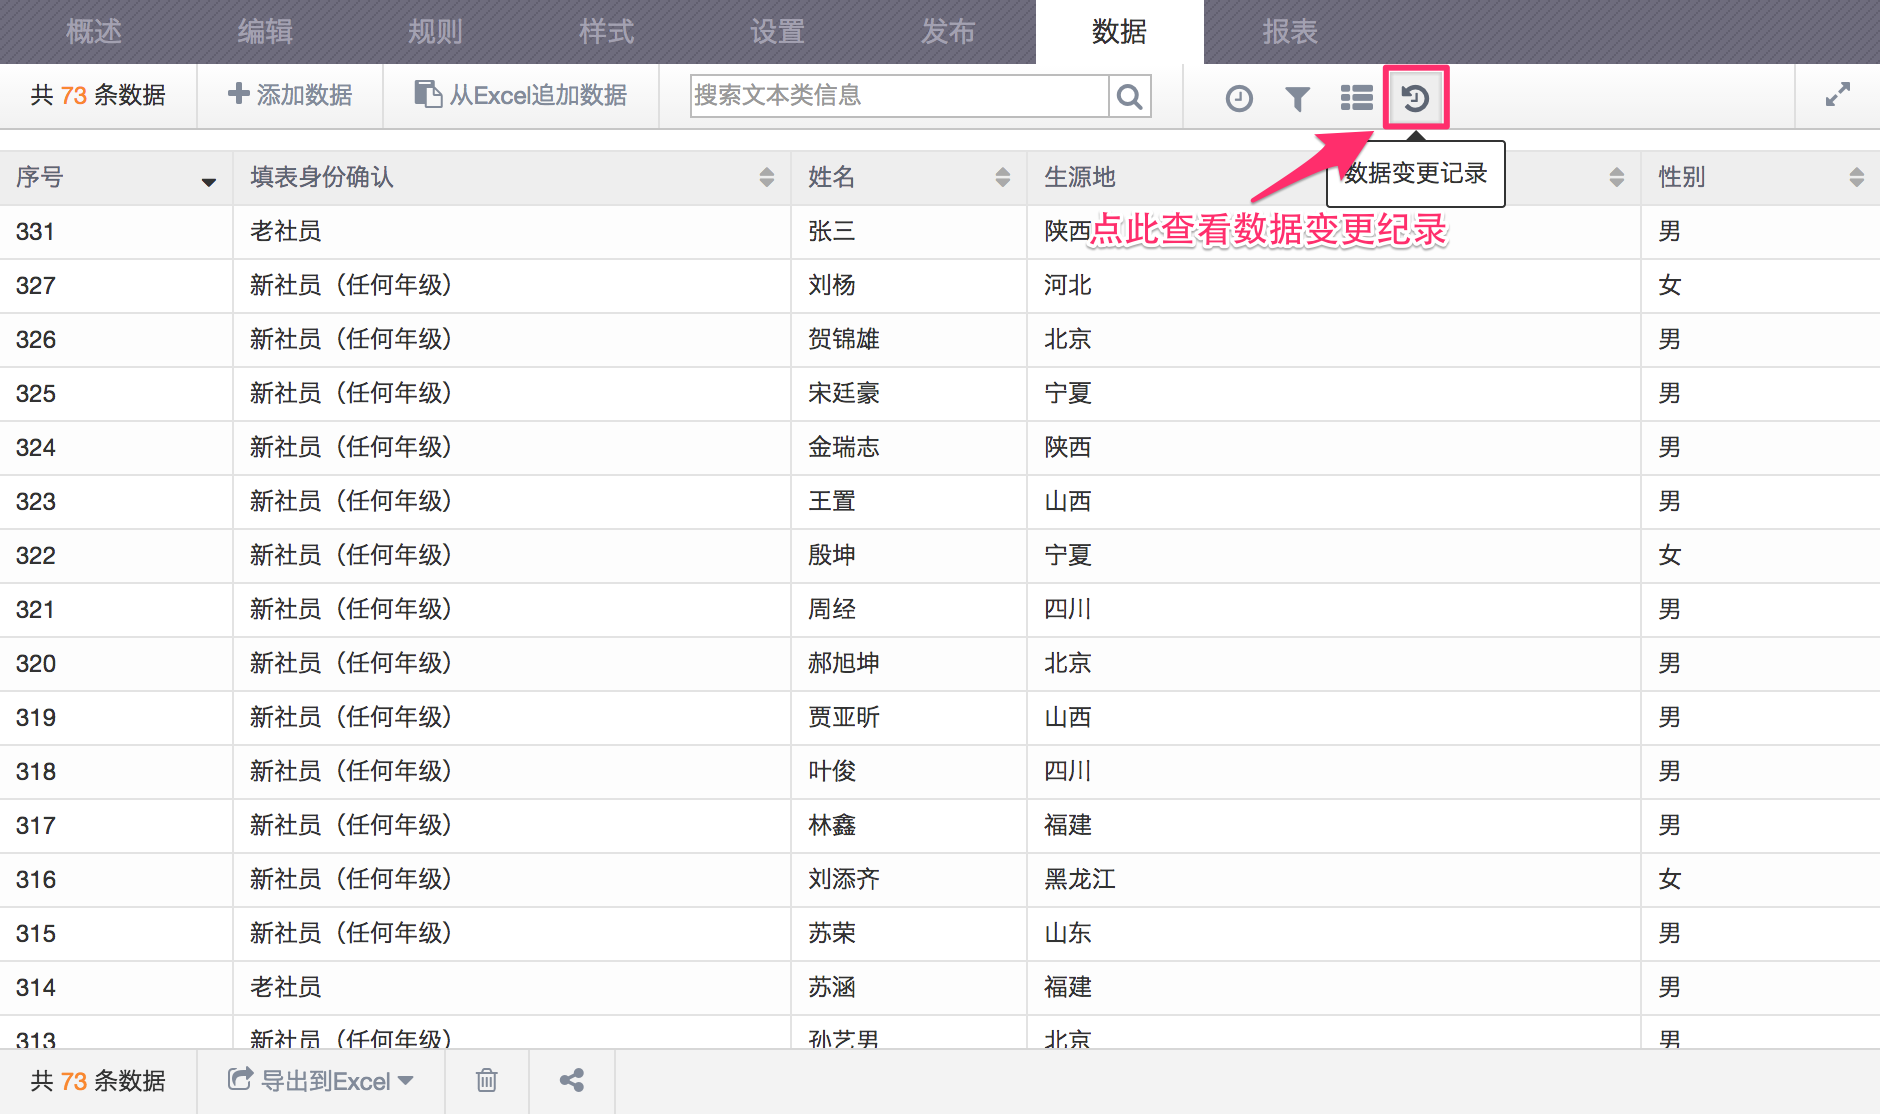 概述 编辑 规则 样式 设置 发布 数据 报表
共 73 条数据 添加数据 从Excel追加数据 搜索文本类信息
数据变更记录
序号 填表身份确认 姓名 生源地 性别
点此查看数据变更纪录
331 老社员 张三 陕西 男
327 新社员（任何年级） 刘杨 河北 女
326 新社员（任何年级） 贺锦雄 北京 男
325 新社员（任何年级） 宋廷豪 宁夏 男
324 新社员（任何年级） 金瑞志 陕西 男
323 新社员（任何年级） 王置 山西 男
322 新社员（任何年级） 殷坤 宁夏 女
321 新社员（任何年级） 周经 四川 男
320 新社员（任何年级） 郝旭坤 北京 男
319 新社员（任何年级） 贾亚昕 山西 男
318 新社员（任何年级） 叶俊 四川 男
317 新社员（任何年级） 林鑫 福建 男
316 新社员（任何年级） 刘添齐 黑龙江 女
315 新社员（任何年级） 苏荣 山东 男
314 老社员 苏涵 福建 男
313 新社员（任何年级） 孙艺男 北京 男
共 73 条数据 导出到Excel